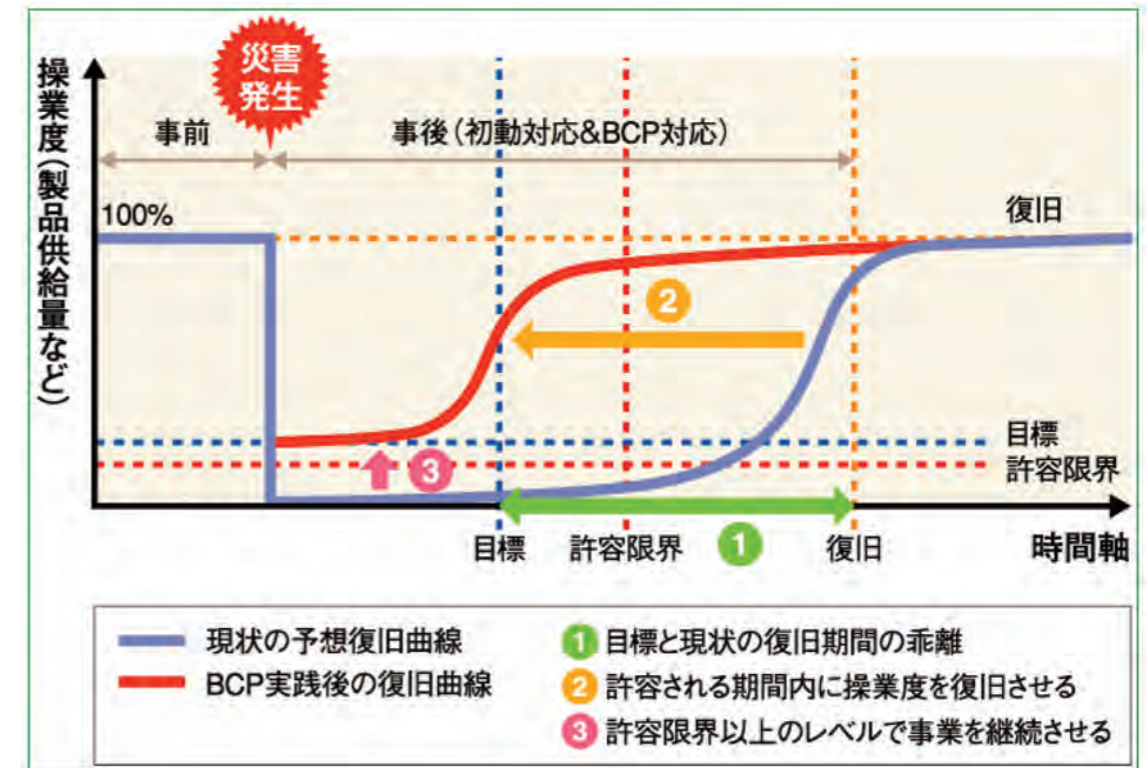 操業度(製品供給量など)
災害
発生
事前
事後(初動対応&BCP対応)
100%
復旧
2
目標
許容限界
3
目標
許容限界
1
復旧
時間軸
現状の予想復旧曲線
BCP実践後の復旧曲線
1 目標と現状の復旧期間の乖離
2 許容される期間内に操業度を復旧させる
3 許容限界以上のレベルで事業を継続させる